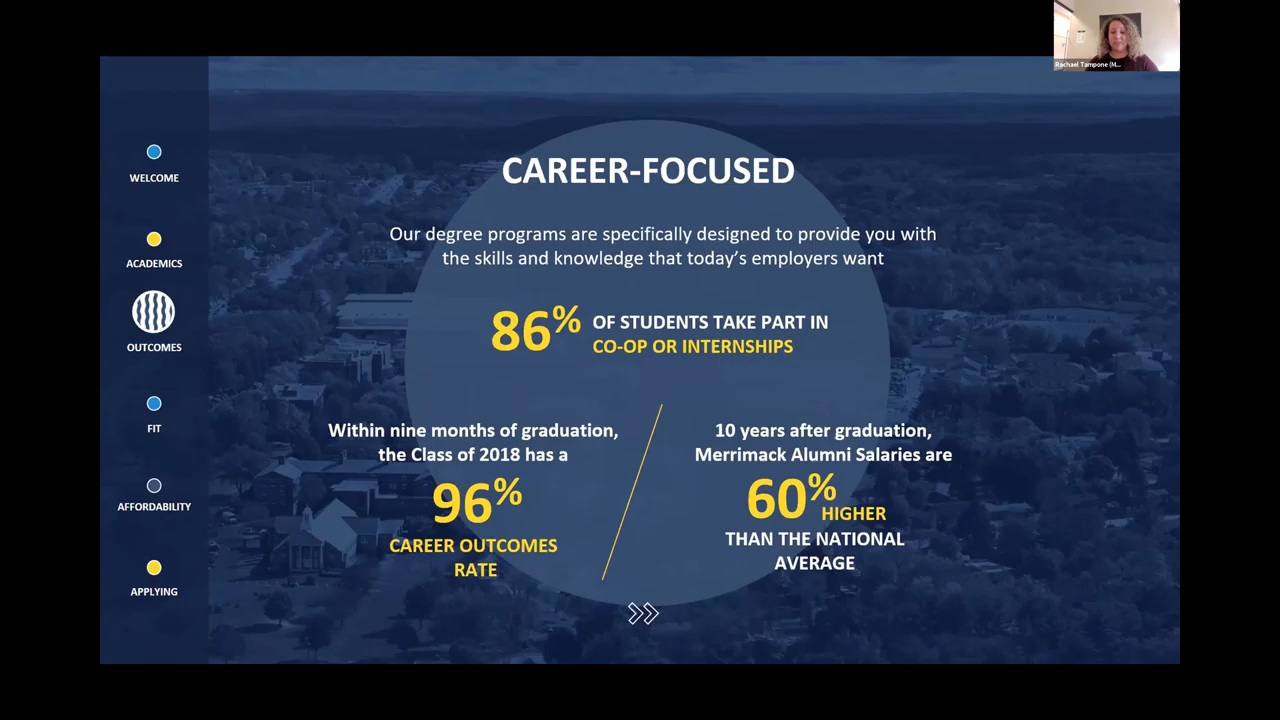 Rachael Tampone (M...
WELCOME
ACADEMICS
OUTCOMES
FIT
AFFORDABILITY
APPLYING
CAREER-FOCUSED
Our degree programs are specifically designed to provide you with
the skills and knowledge that today's employers want
86% OF STUDENTS TAKE PART IN
CO-OP OR INTERNSHIPS
Within nine months of graduation,
the Class of 2018 has a
96%
CAREER OUTCOMES
RATE
10 years after graduation,
Merrimack Alumni Salaries are
60% HIGHER
THAN THE NATIONAL
AVERAGE